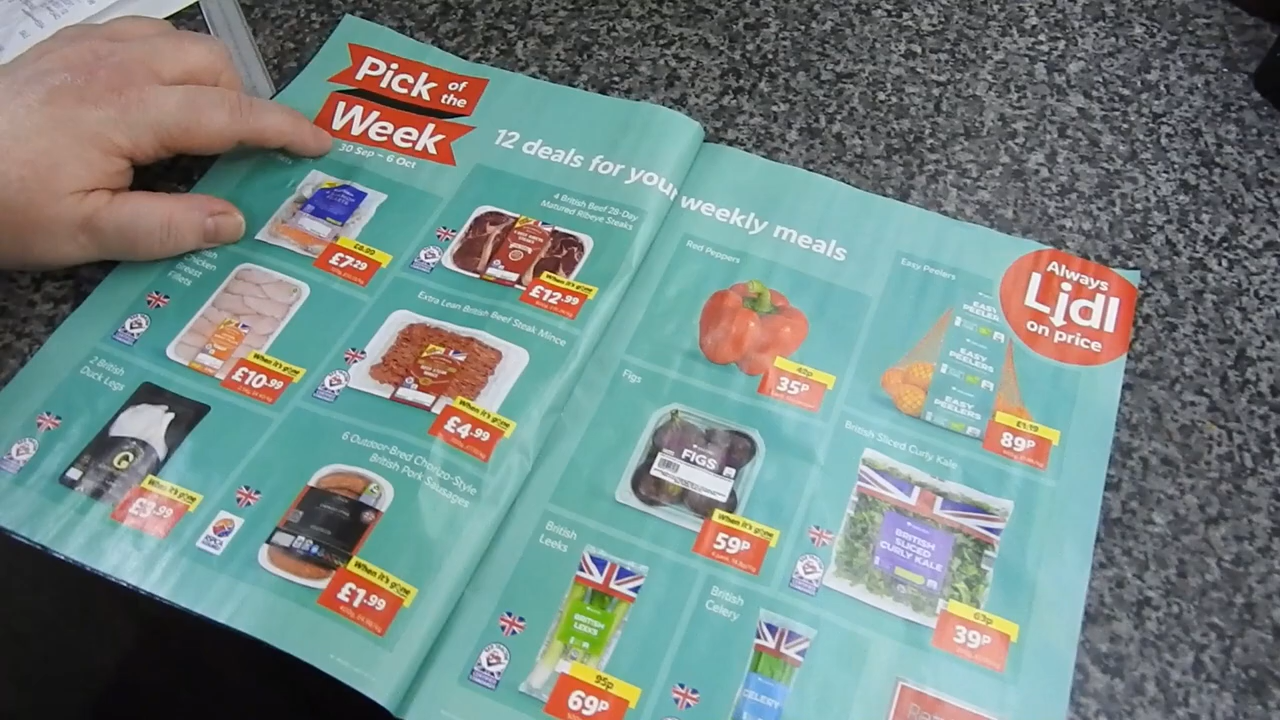 Pick of the
Week
30 Sep – 6 Oct
12 deals for your weekly meals
Always
Lidl
on price
£8.99
£7.29
4 British Beef 28-Day
Matured Ribeye Steaks
When it's gone
£12.99
Chicken
Breast
Fillets
When it's gone
£10.99
Extra Lean British Beef Steak Mince
When it's gone
£4.99
2 British
Duck Legs
G
When it's gone
£3.99
6 Outdoor-Bred Chorizo-Style
British Pork Sausages
When it's gone
£1.99
Red Peppers
35P
Easy Peelers
EASY
PEELERS
EASY
PEELERS
EASY
PEELERS
£1.19
89P
Figs
FIGS
When it's gone
59P
British Sliced Curly Kale
BRITISH
SLICED
CURLY KALE
63p
39P
British
Leeks
BRITISH
LEEKS
95p
69P
British
Celery
CELERY